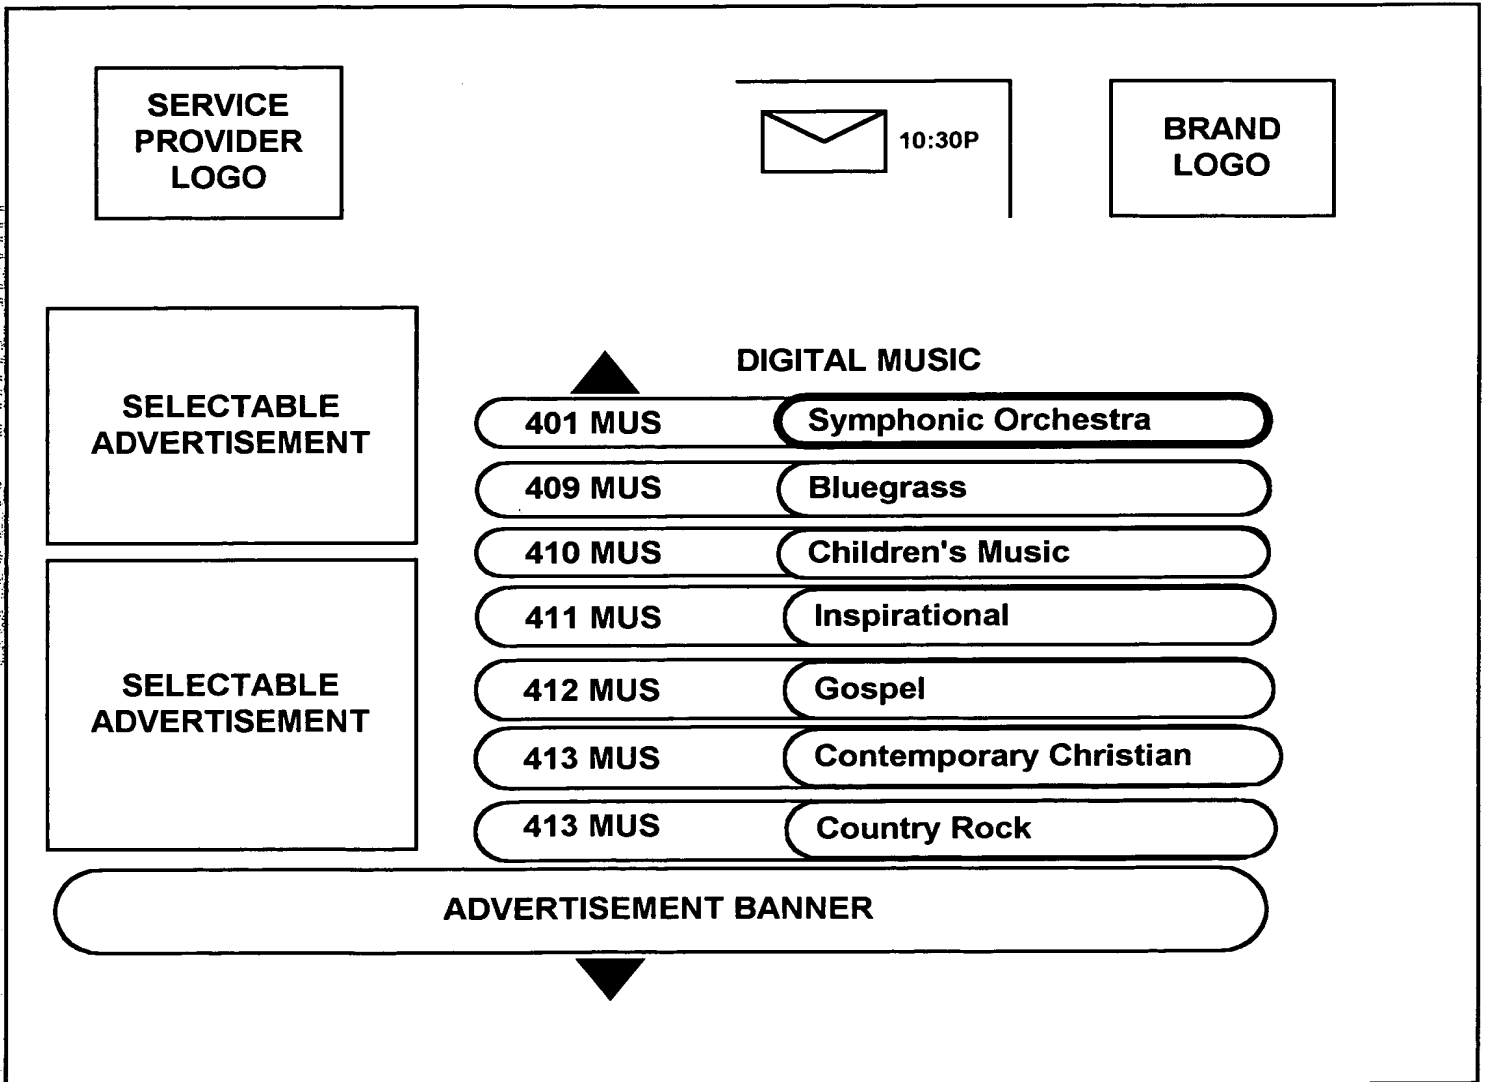 SERVICE
PROVIDER
LOGO
10:30P
BRAND
LOGO
SELECTABLE
ADVERTISEMENT
SELECTABLE
ADVERTISEMENT
DIGITAL MUSIC
401 MUS Symphonic Orchestra
409 MUS Bluegrass
410 MUS Children's Music
411 MUS Inspirational
412 MUS Gospel
413 MUS Contemporary Christian
413 MUS Country Rock
ADVERTISEMENT BANNER